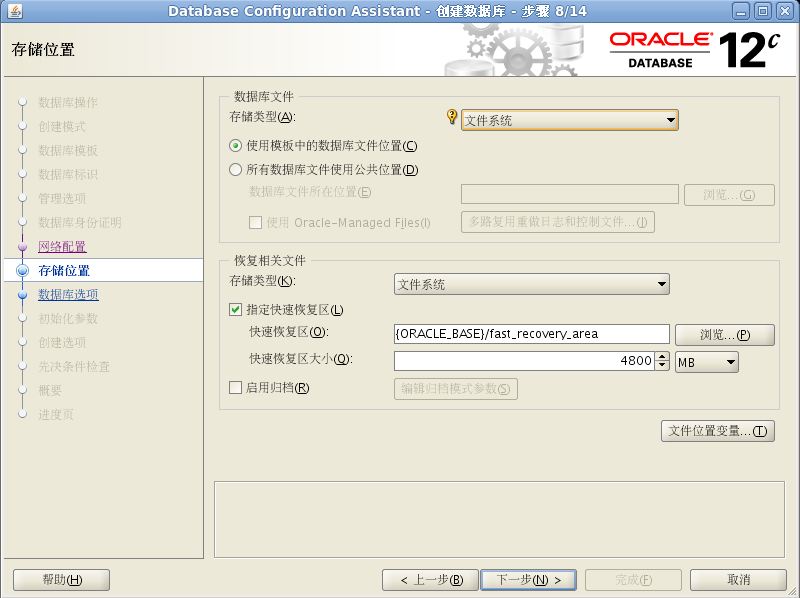 Database Configuration Assistant - 创建数据库 - 步骤 8/14
存储位置
ORACLE
DATABASE
12c
数据库操作
创建模式
数据库模板
数据库标识
管理选项
数据库身份证明
网络配置
存储位置
数据库选项
初始化参数
创建选项
先决条件检查
概要
进度页
数据库文件
存储类型(A):
文件系统
使用模板中的数据库文件位置(C)
所有数据库文件使用公共位置(D)
数据库文件所在位置(E)
浏览...(G)
使用 Oracle-Managed Files(I)
多路复用重做日志和控制文件...(J)
恢复相关文件
存储类型(K):
文件系统
指定快速恢复区(L)
快速恢复区(O):
{ORACLE_BASE}/fast_recovery_area
浏览...(P)
快速恢复区大小(Q):
4800
MB
启用归档(R)
编辑归档模式参数(S)
文件位置变量...(T)
帮助(H)
< 上一步(B)
下一步(N) >
完成(F)
取消